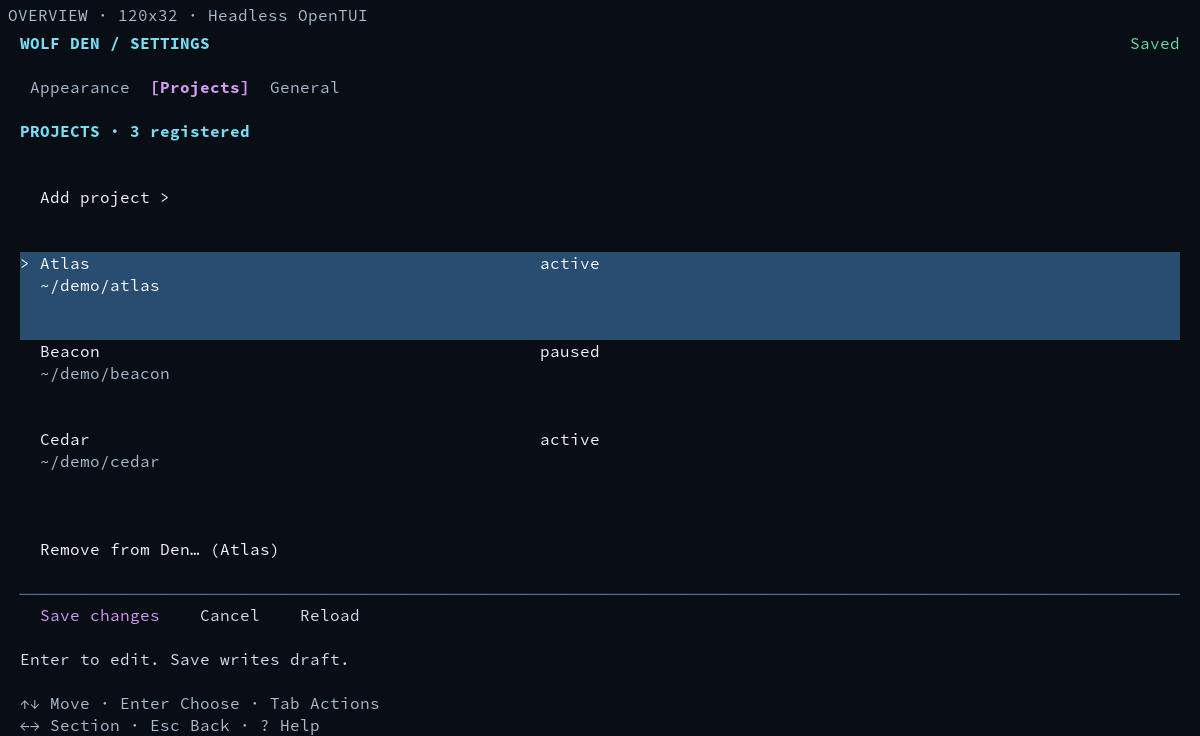 OVERVIEW · 120x32 · Headless OpenTUI
WOLF DEN / SETTINGS Saved
Appearance [Projects] General
PROJECTS · 3 registered
Add project >
> Atlas active
~/demo/atlas
Beacon paused
~/demo/beacon
Cedar active
~/demo/cedar
Remove from Den… (Atlas)
Save changes Cancel Reload
Enter to edit. Save writes draft.
↑↓ Move · Enter Choose · Tab Actions
←→ Section · Esc Back · ? Help